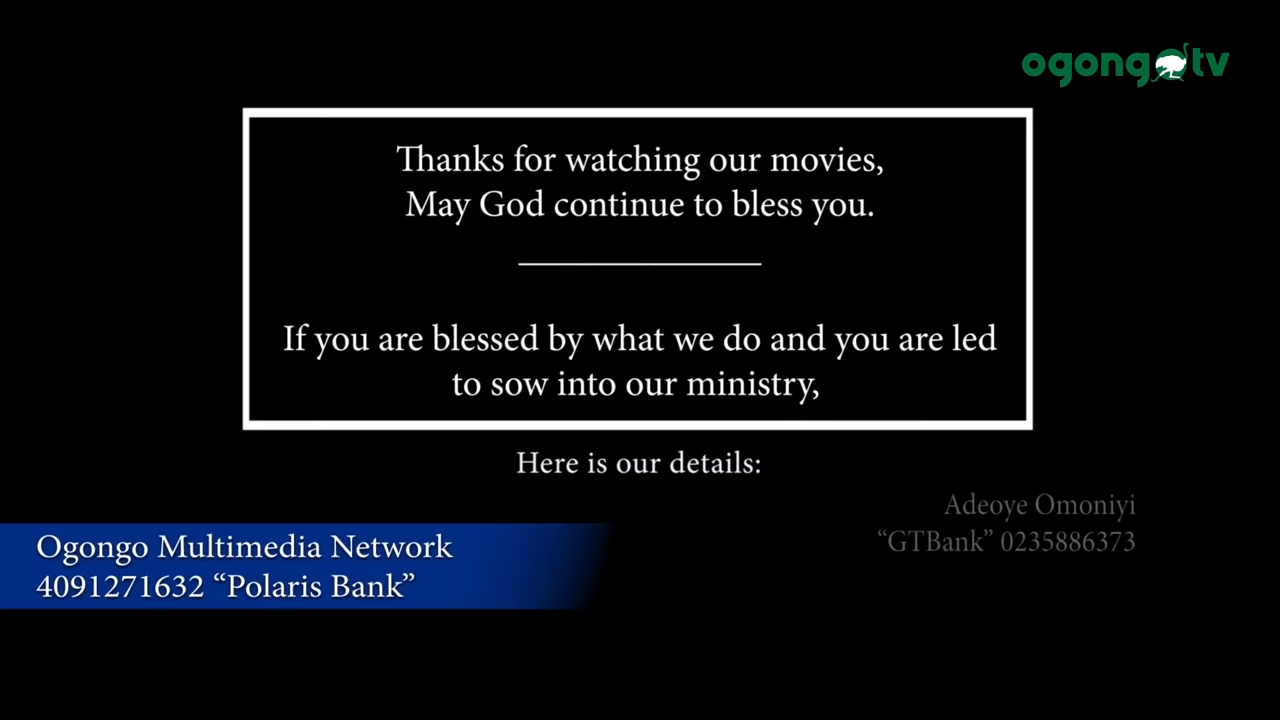 ogongotv
Thanks for watching our movies,
May God continue to bless you.
If you are blessed by what we do and you are led
to sow into our ministry,
Here is our details:
Adeoye Omoniyi
“GTBank” 0235886373
Ogongo Multimedia Network
4091271632 “Polaris Bank”